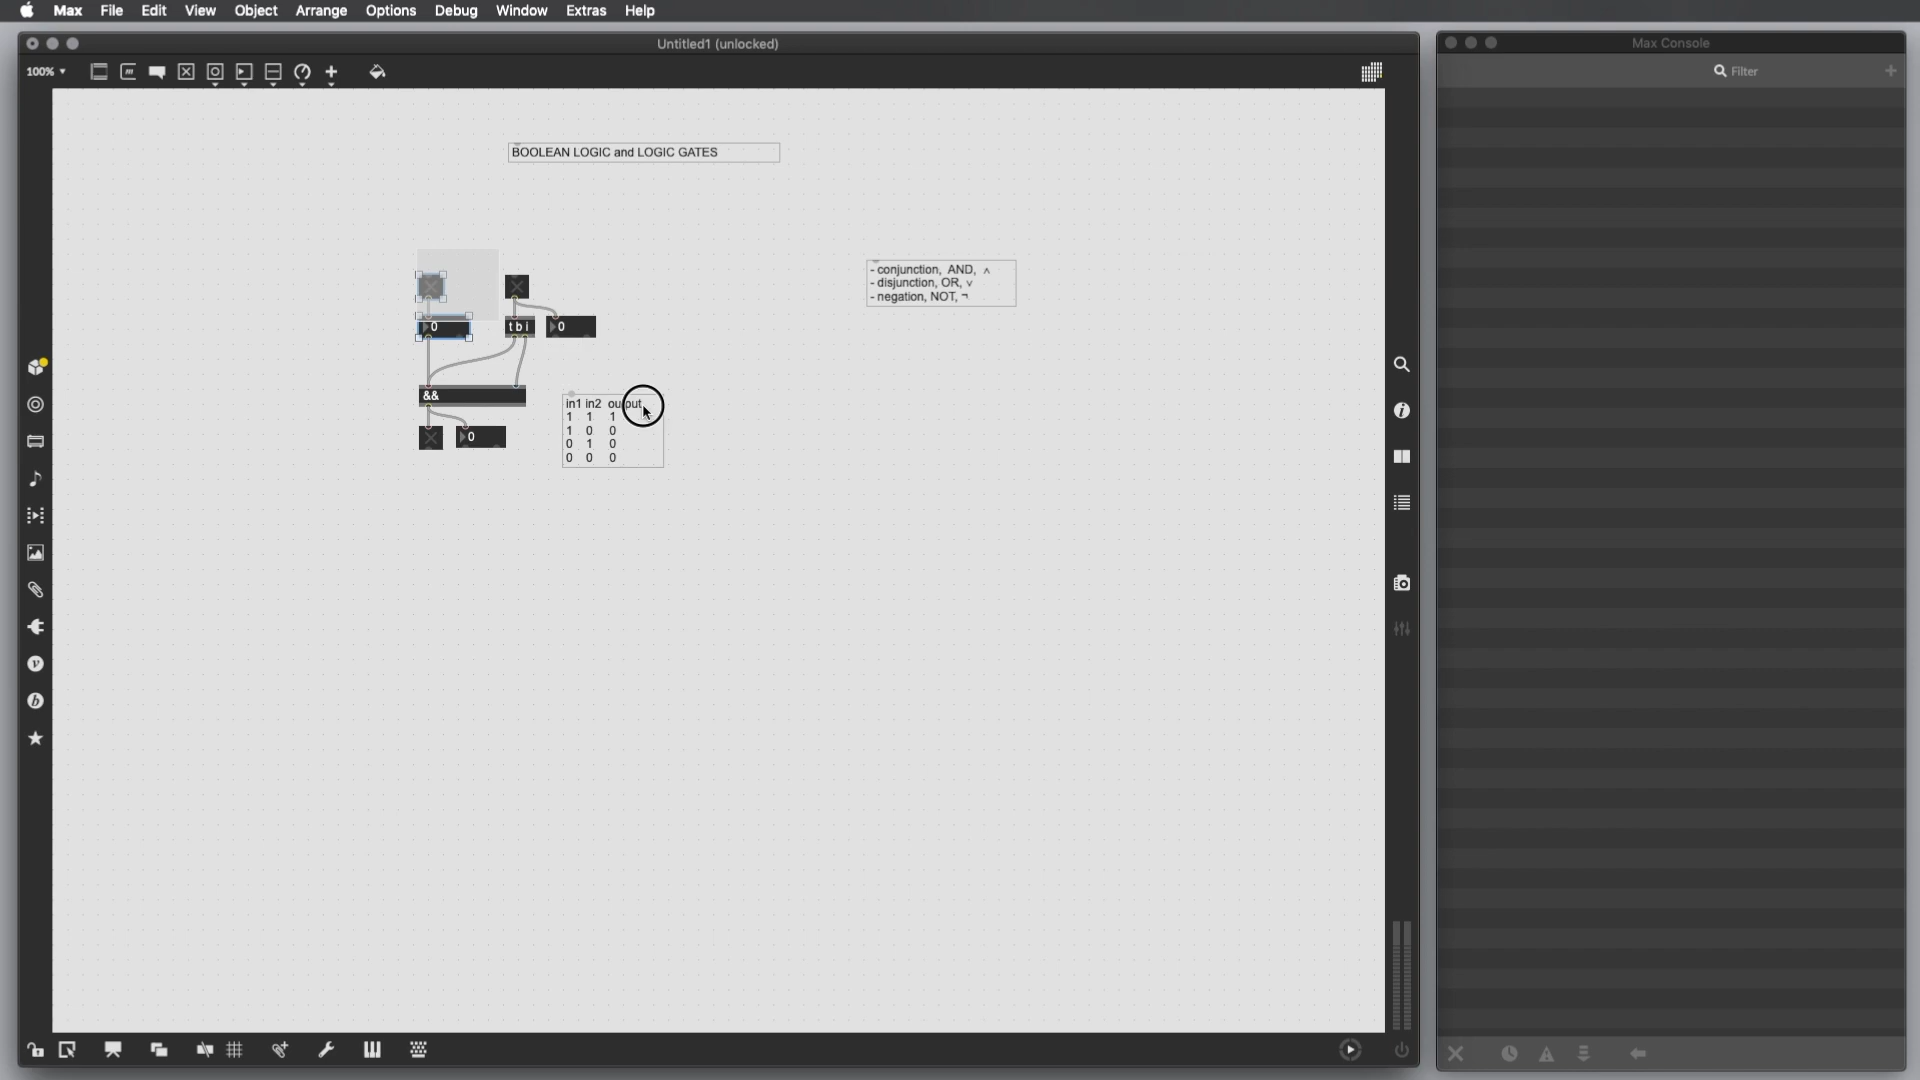 Max File Edit View Object Arrange Options Debug Window Extras Help
Untitled1 (unlocked)
Max Console
100%
Filter
BOOLEAN LOGIC and LOGIC GATES
- conjunction, AND, ∧
- disjunction, OR, ∨
- negation, NOT, ¬
0
t b i
0
&&
0
in1 in2 output
1 1 1
1 0 0
0 1 0
0 0 0